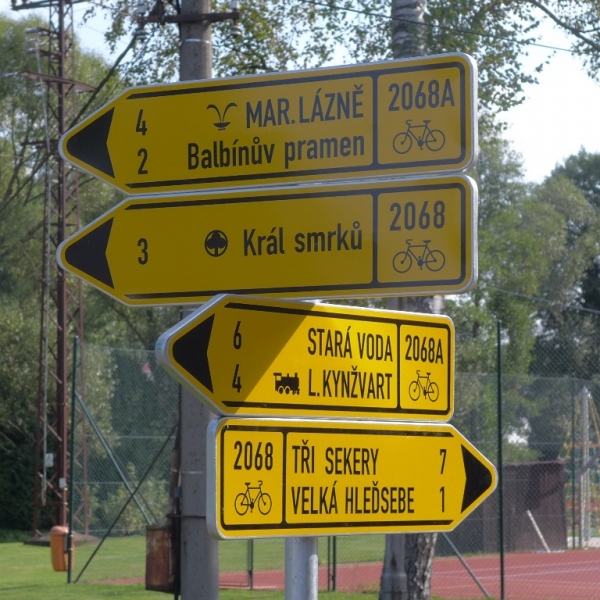 4 MAR. LÁZNĚ 2068A
2 Balbínův pramen
3 Král smrků 2068
6 STARÁ VODA 2068A
4 L.KYNŽVART
2068 TŘI SEKERY 7
VELKÁ HLEĎSEBE 1